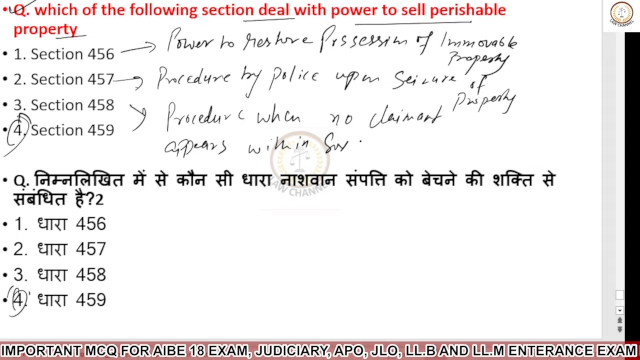 Q. which of the following section deal with power to sell perishable
property
• 1. Section 456 → Power to restore Possession of Immovable Property
• 2. Section 457 → Procedure by police upon seizure of Property
• 3. Section 458 → Procedure when no claimant
appears within
• 4. Section 459
LAW CHANNEL
• Q. निम्नलिखित में से कौन सी धारा नाशवान संपत्ति को बेचने की शक्ति से
संबंधित है?2
• 1. धारा 456
• 2. धारा 457
• 3. धारा 458
• 4. धारा 459
IMPORTANT MCQ FOR AIBE 18 EXAM, JUDICIARY, APO, JLO, LL.B AND LL.M ENTERANCE EXAM